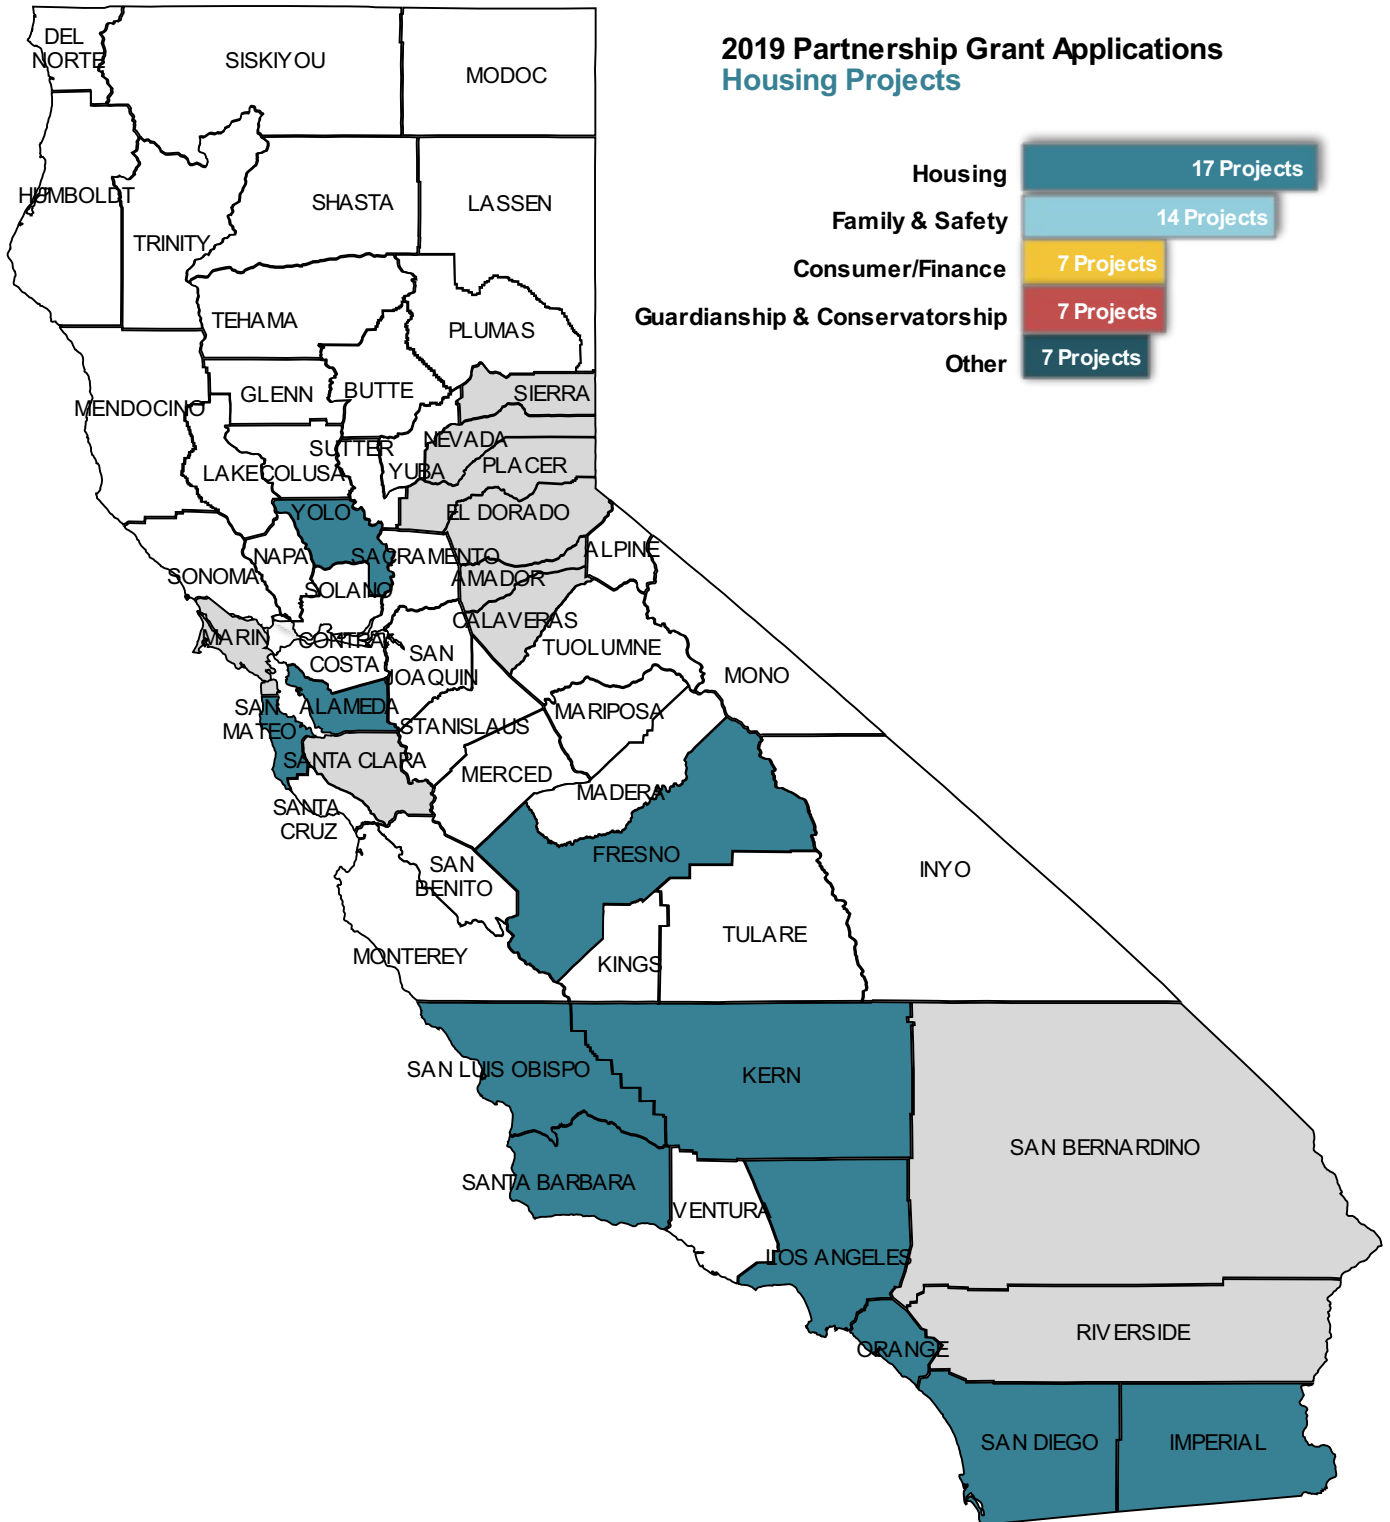 2019 Partnership Grant Applications
Housing Projects
Housing 17 Projects
Family & Safety 14 Projects
Consumer/Finance 7 Projects
Guardianship & Conservatorship 7 Projects
Other 7 Projects
DEL
NORTE
SISKIYOU
MODOC
HUMBOLDT
TRINITY
SHASTA
LASSEN
TEHAMA
PLUMAS
MENDOCINO
GLENN
BUTTE
SIERRA
LAKE
COLUSA
SUTTER
YUBA
NEVADA
PLACER
YOLO
EL DORADO
SONOMA
NAPA
SACRAMENTO
ALPINE
SOLANO
AMADOR
CALAVERAS
MARIN
CONTRA
COSTA
SAN
JOAQUIN
TUOLUMNE
MONO
SAN
MATEO
ALAMEDA
STANISLAUS
MARIPOSA
SANTA CLARA
MERCED
MADERA
SANTA
CRUZ
SAN
BENITO
FRESNO
INYO
MONTEREY
KINGS
TULARE
SAN LUIS OBISPO
KERN
SAN BERNARDINO
SANTA BARBARA
VENTURA
LOS ANGELES
ORANGE
RIVERSIDE
SAN DIEGO
IMPERIAL